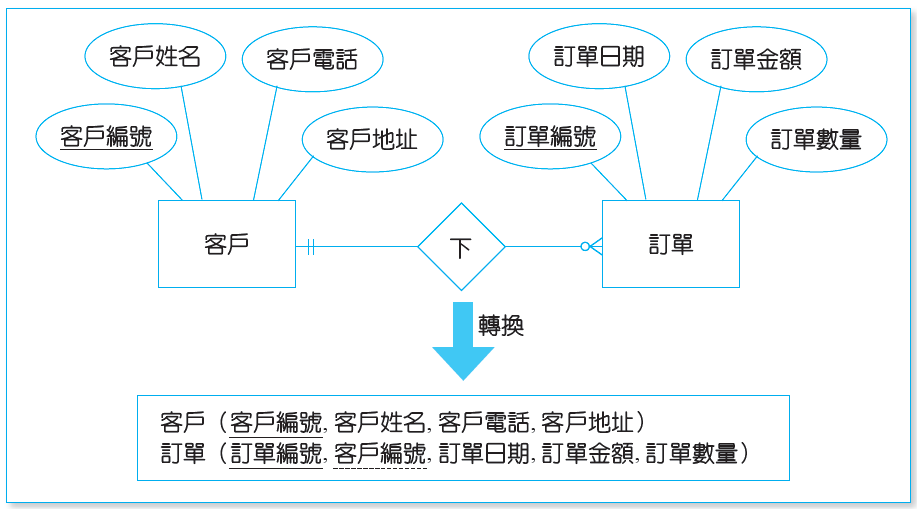 客戶姓名
客戶電話
訂單日期
訂單金額
客戶編號
客戶地址
訂單編號
訂單數量
客戶
下
訂單
轉換
客戶（客戶編號, 客戶姓名, 客戶電話, 客戶地址）
訂單（訂單編號, 客戶編號, 訂單日期, 訂單金額, 訂單數量）